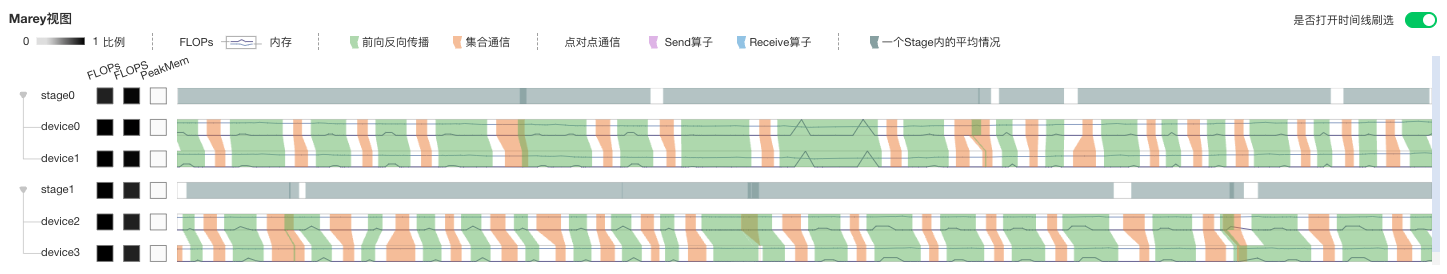 Marey视图
是否打开时间线刷选
0 1 比例 FLOPs 内存 前向反向传播 集合通信 点对点通信 Send算子 Receive算子 一个Stage内的平均情况
FLOPs FLOPS PeakMem
stage0
device0
device1
stage1
device2
device3